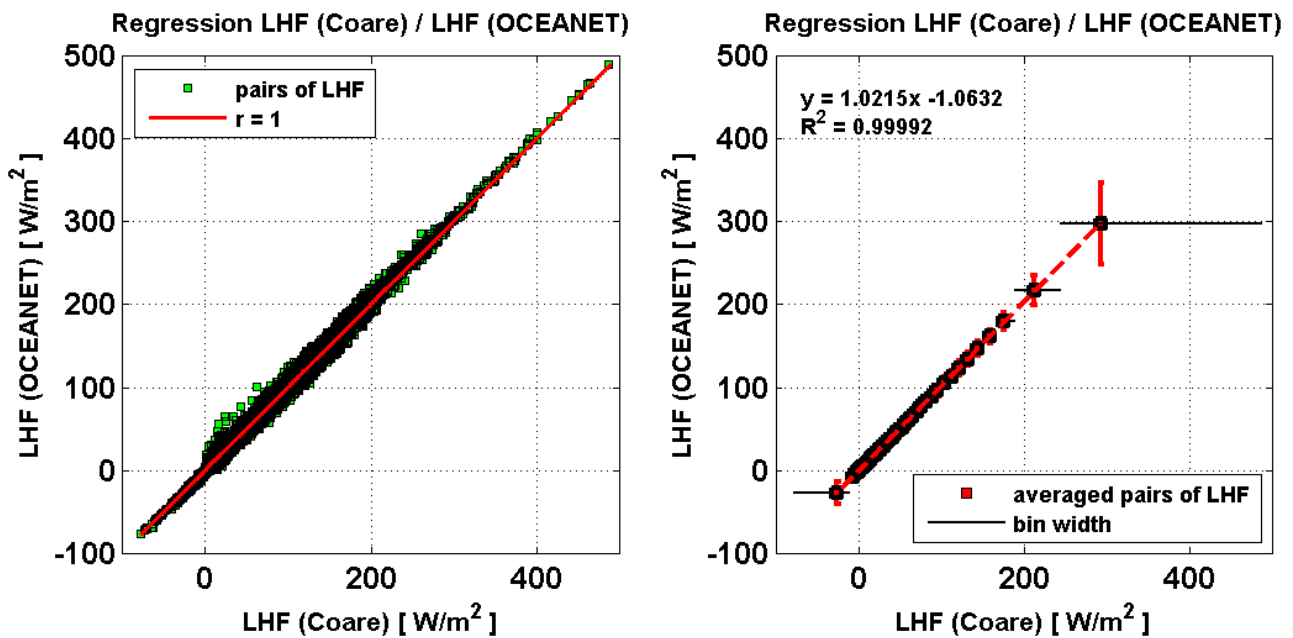 Regression LHF (Coare) / LHF (OCEANET)
pairs of LHF
r = 1
500
400
300
200
100
0
-100
0
200
400
LHF (OCEANET) [ W/m²]
LHF (Coare) [ W/m²]
Regression LHF (Coare) / LHF (OCEANET)
y = 1.0215x -1.0632
R² = 0.99992
500
400
300
200
100
0
-100
0
200
400
averaged pairs of LHF
bin width
LHF (OCEANET) [ W/m²]
LHF (Coare) [ W/m²]